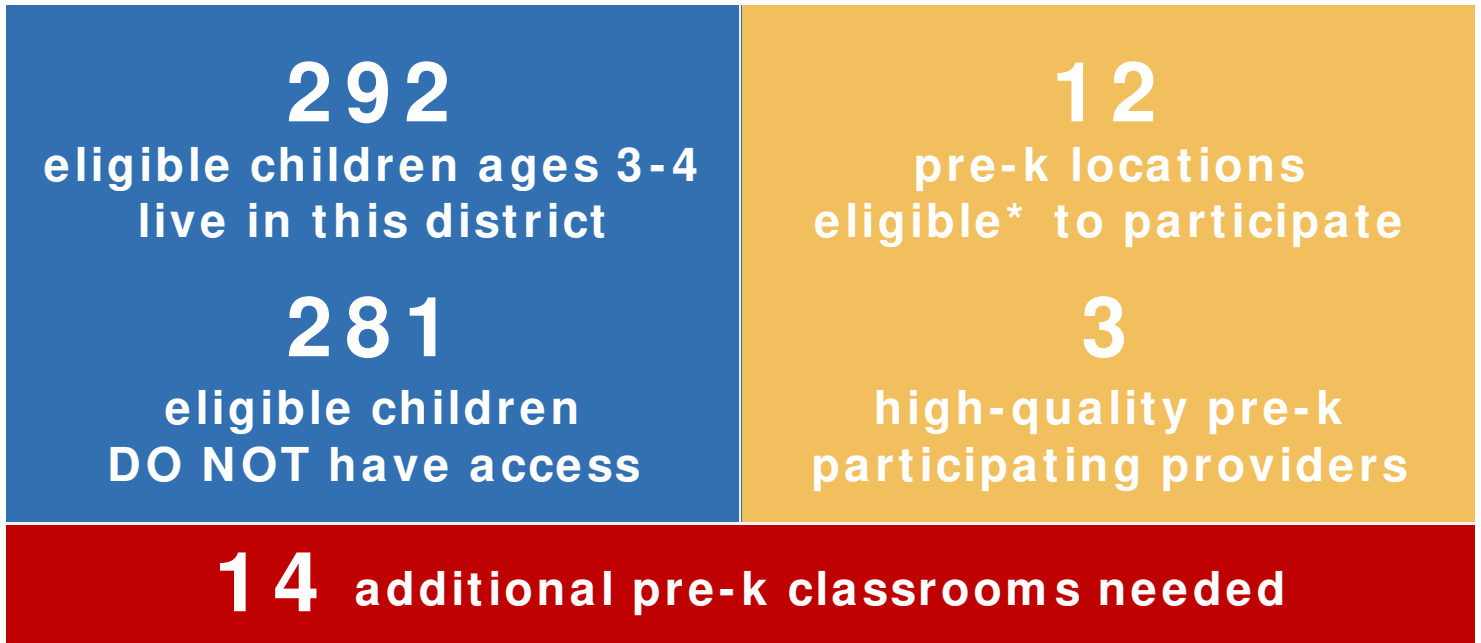 292
eligible children ages 3-4
live in this district
281
eligible children
DO NOT have access
12
pre-k locations
eligible* to participate
3
high-quality pre-k
participating providers
14 additional pre-k classrooms needed